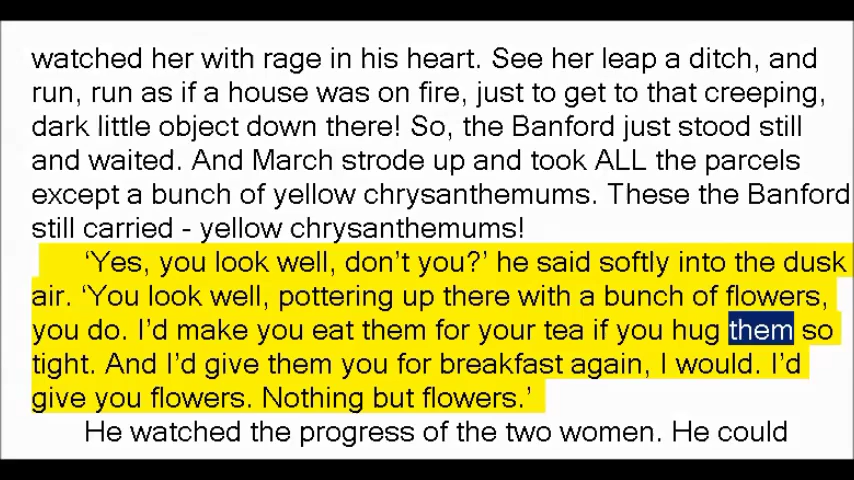 watched her with rage in his heart. See her leap a ditch, and
run, run as if a house was on fire, just to get to that creeping,
dark little object down there! So, the Banford just stood still
and waited. And March strode up and took ALL the parcels
except a bunch of yellow chrysanthemums. These the Banford
still carried - yellow chrysanthemums!
‘Yes, you look well, don’t you?’ he said softly into the dusk
air. ‘You look well, pottering up there with a bunch of flowers,
you do. I’d make you eat them for your tea if you hug them so
tight. And I’d give them you for breakfast again, I would. I’d
give you flowers. Nothing but flowers.’
He watched the progress of the two women. He could